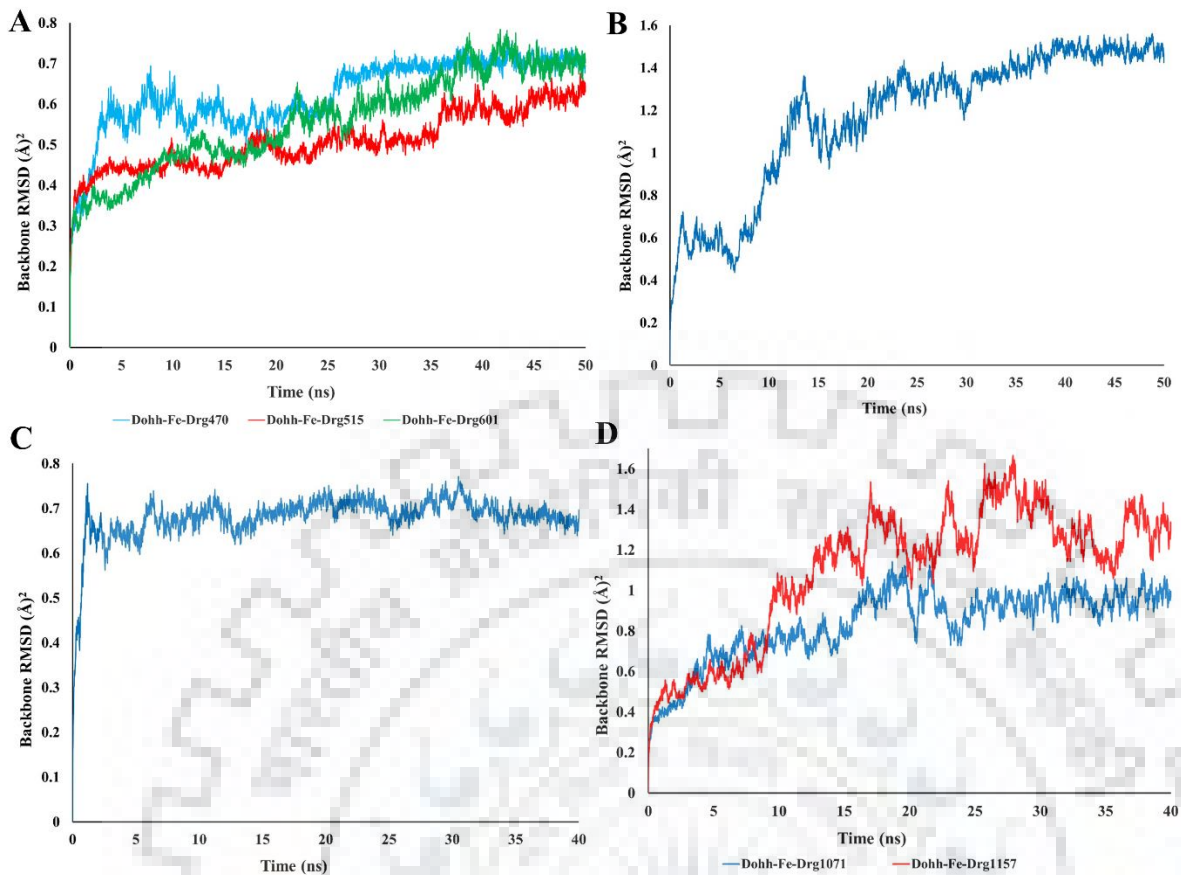 A
Backbone RMSD (Å)²
0.8
0.7
0.6
0.5
0.4
0.3
0.2
0.1
0
0 5 10 15 20 25 30 35 40 45 50
Time (ns)
Dohh-Fe-Drg470 Dohh-Fe-Drg515 Dohh-Fe-Drg601
B
Backbone RMSD (Å)²
1.6
1.4
1.2
1
0.8
0.6
0.4
0.2
0
0 5 10 15 20 25 30 35 40 45 50
Time (ns)
C
Backbone RMSD (Å)²
0.8
0.7
0.6
0.5
0.4
0.3
0.2
0.1
0
0 5 10 15 20 25 30 35 40
Time (ns)
D
Backbone RMSD (Å)²
1.6
1.4
1.2
1
0.8
0.6
0.4
0.2
0
0 5 10 15 20 25 30 35 40
Time (ns)
Dohh-Fe-Drg1071 Dohh-Fe-Drg1157